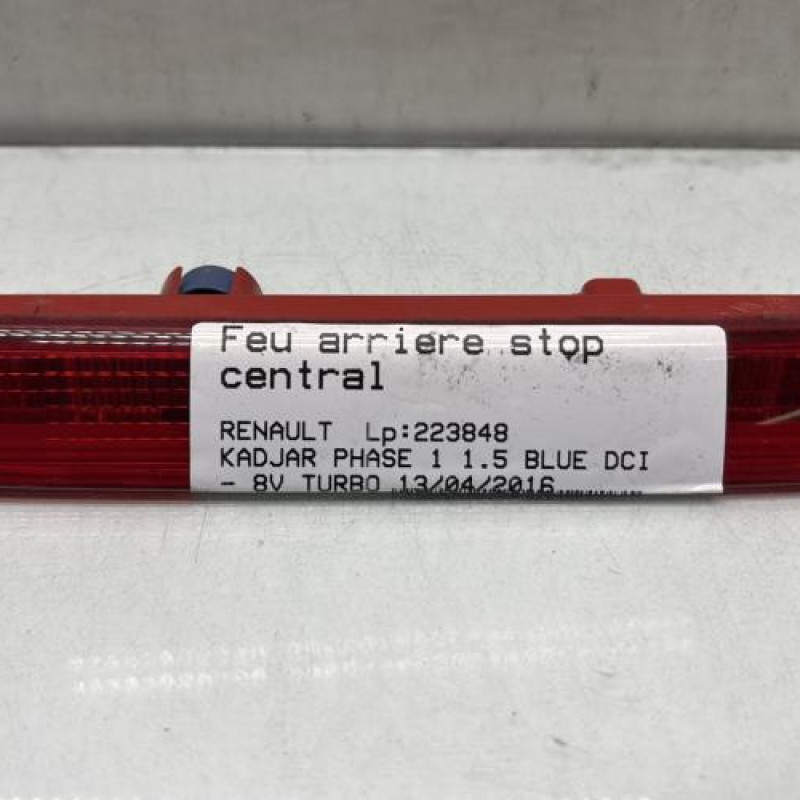 Feu arriere stop
central
RENAULT Lp:223848
KADJAR PHASE 1 1.5 BLUE DCI
- 8V TURBO 13/04/2016